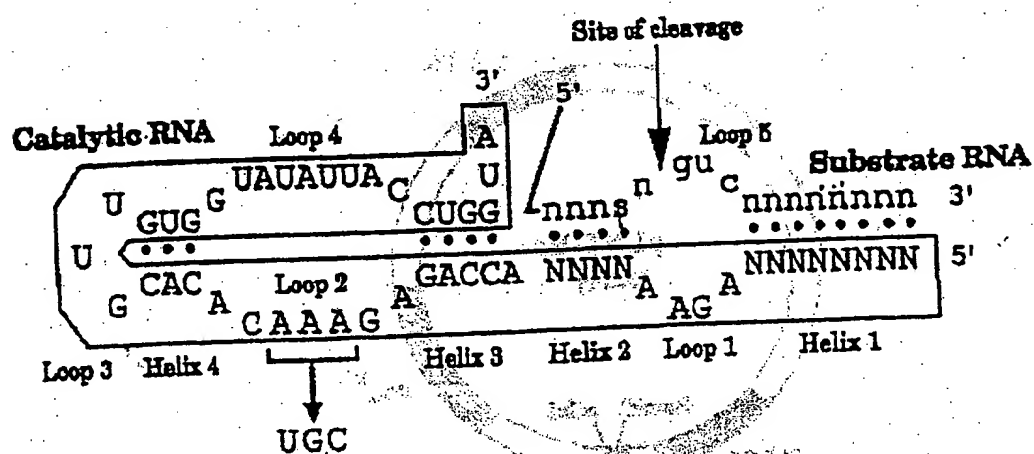 Site of cleavage
3'
5'
Catalytic RNA
Loop 4
A
Loop 5
Substrate RNA
U
G
UAUAUUA
C
U
n
gu
c
GUG
CUGG
nnns
nnnnnnnn
3'
U
CAC
Loop 2
GACCA
NNNN
NNNNNNNN
5'
G
A
CAAAG
A
A
AG
A
Loop 3
Helix 4
Helix 3
Helix 2
Loop 1
Helix 1
UGC